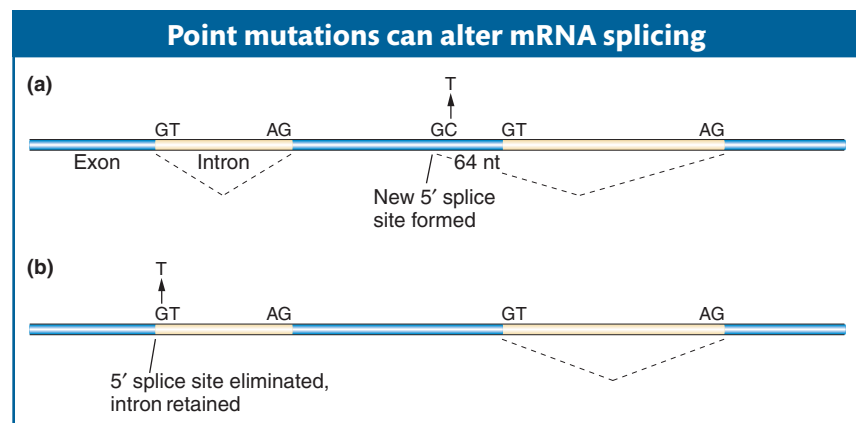 Point mutations can alter mRNA splicing
(a)
T
GT AG GC GT AG
Exon Intron 64 nt
New 5′ splice
site formed
(b)
T
GT AG GT AG
5′ splice site eliminated,
intron retained